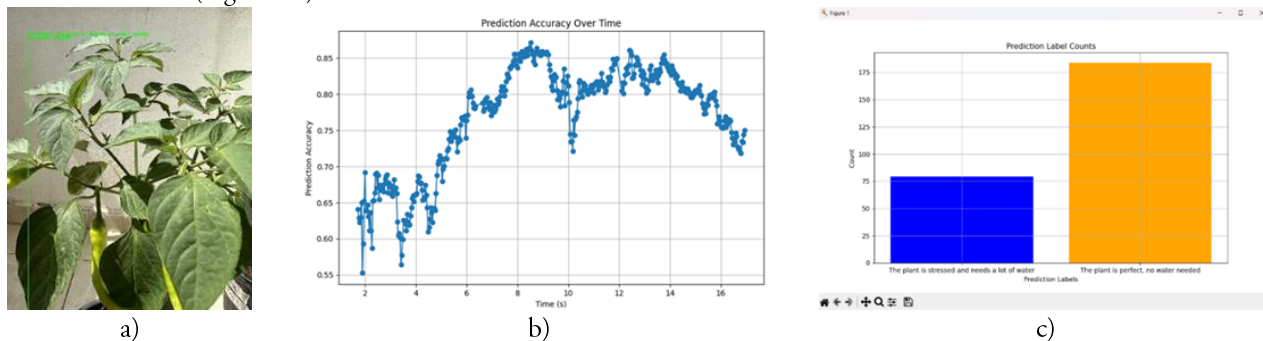 Prediction Accuracy Over Time
0.85
0.80
0.75
0.70
0.65
0.60
0.55
Prediction Accuracy
2 4 6 8 10 12 14 16
Time (s)
a)
b)
Figure 1
Prediction Label Counts
175
150
125
100
75
50
25
0
Count
The plant is stressed and needs a lot of water The plant is perfect, no water needed
Prediction Labels
c)